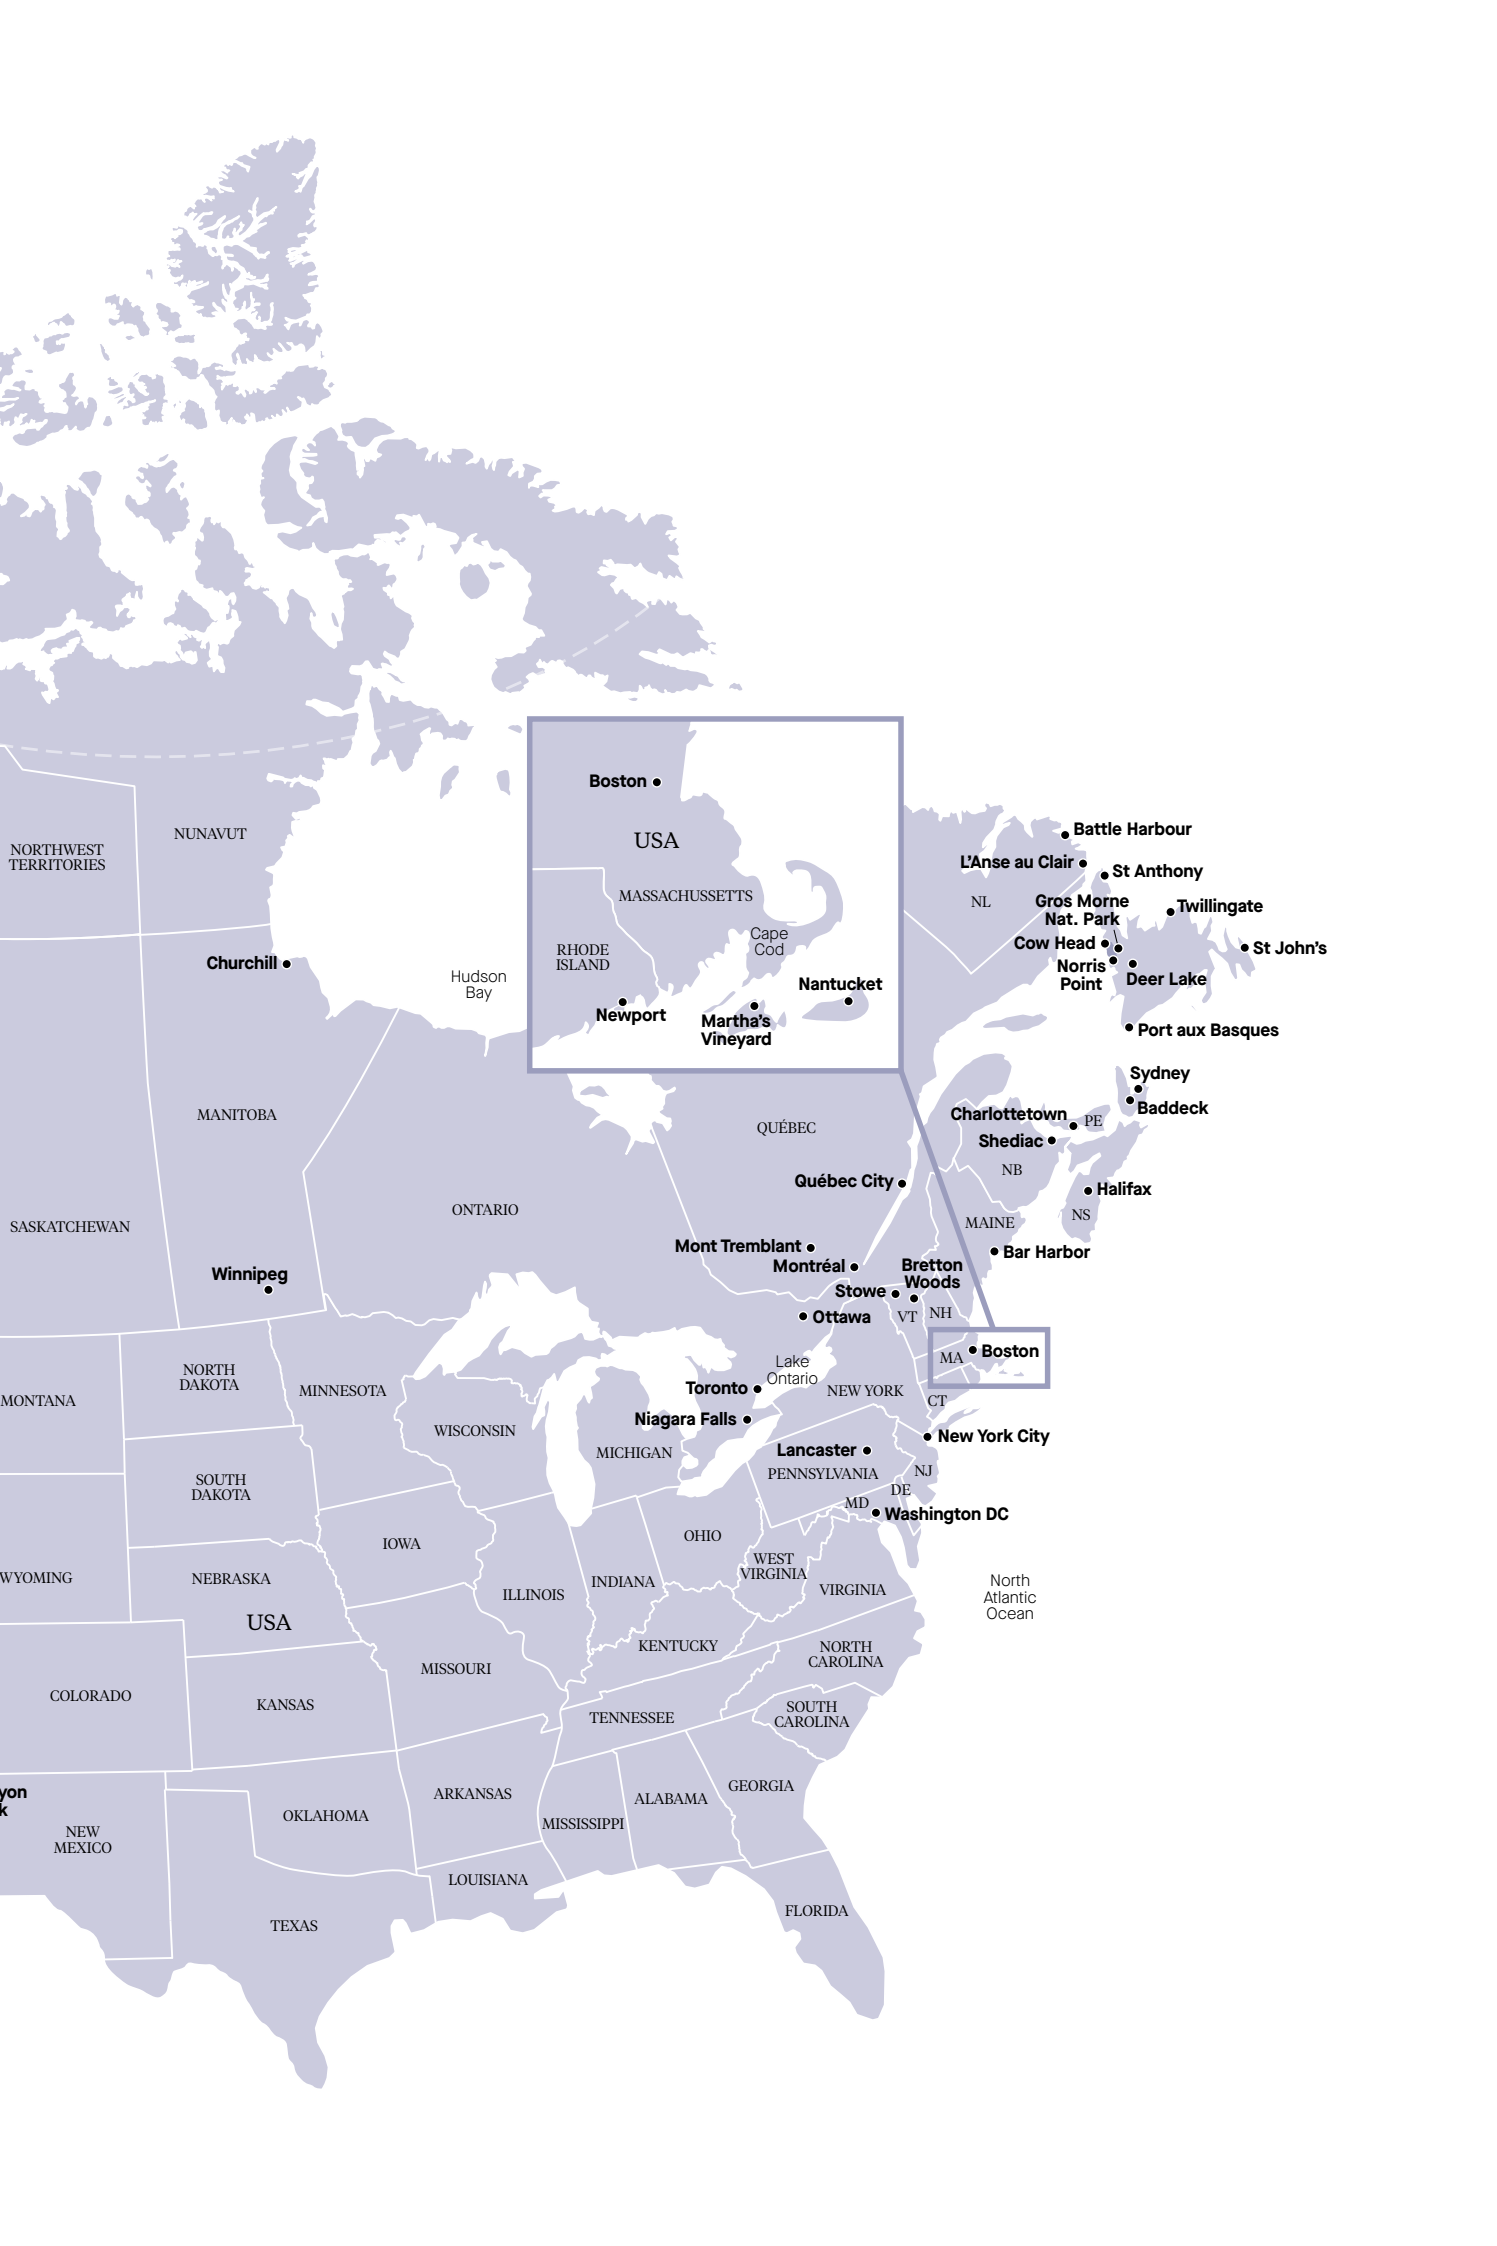 Boston
USA
MASSACHUSSETTS
RHODE
ISLAND
Cape
Cod
Nantucket
Newport
Martha's
Vineyard
NORTHWEST
TERRITORIES
NUNAVUT
Churchill
Hudson
Bay
Battle Harbour
L'Anse au Clair
St Anthony
NL
Gros Morne
Nat. Park
Twillingate
Cow Head
St John's
Norris
Point
Deer Lake
Port aux Basques
Sydney
Baddeck
Charlottetown
PE
Shediac
NB
Halifax
NS
MANITOBA
QUÉBEC
Québec City
SASKATCHEWAN
ONTARIO
MAINE
Mont Tremblant
Bar Harbor
Montréal
Bretton
Woods
Winnipeg
Stowe
Ottawa
VT
NH
Boston
MA
Lake
Ontario
NORTH
DAKOTA
MINNESOTA
MONTANA
Toronto
NEW YORK
CT
Niagara Falls
WISCONSIN
MICHIGAN
New York City
Lancaster
PENNSYLVANIA
NJ
SOUTH
DAKOTA
DE
MD
Washington DC
IOWA
OHIO
WEST
VIRGINIA
WYOMING
NEBRASKA
ILLINOIS
INDIANA
VIRGINIA
North
Atlantic
Ocean
USA
KENTUCKY
NORTH
CAROLINA
MISSOURI
COLORADO
KANSAS
TENNESSEE
SOUTH
CAROLINA
yon
k
ARKANSAS
GEORGIA
ALABAMA
OKLAHOMA
MISSISSIPPI
NEW
MEXICO
LOUISIANA
TEXAS
FLORIDA